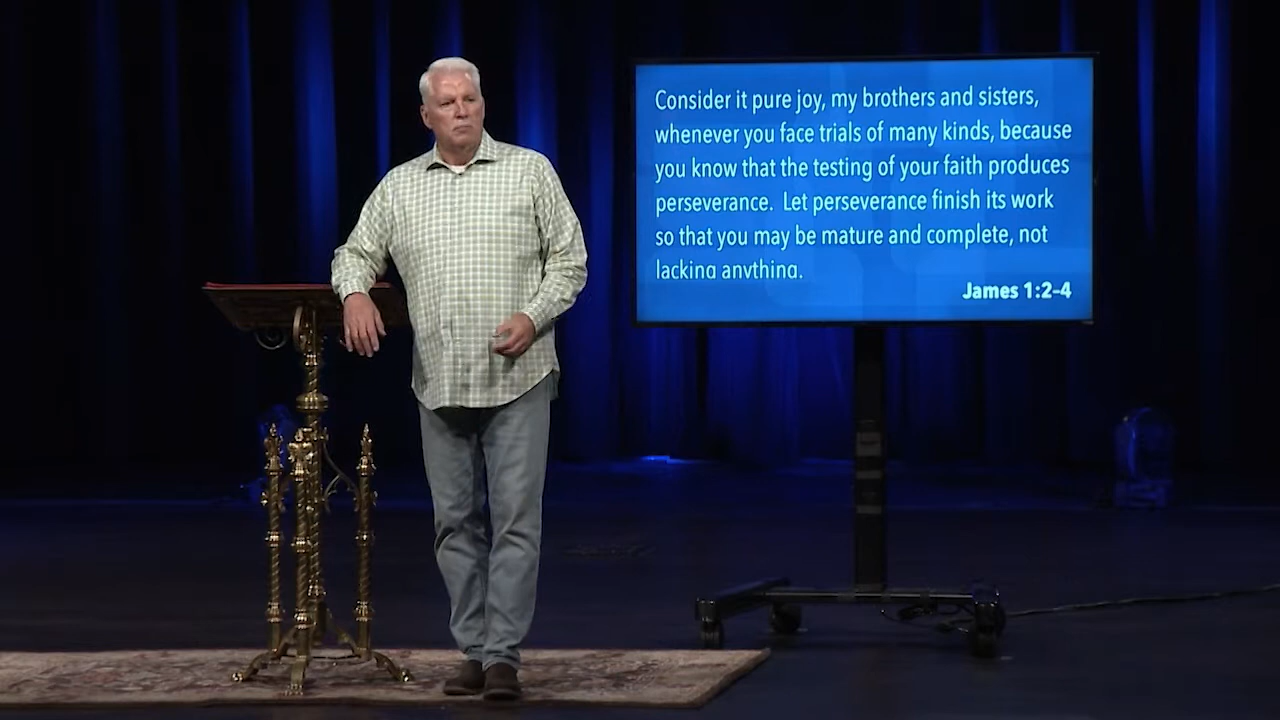 Consider it pure joy, my brothers and sisters,
whenever you face trials of many kinds, because
you know that the testing of your faith produces
perseverance.  Let perseverance finish its work
so that you may be mature and complete, not
lacking anything.
James 1:2-4